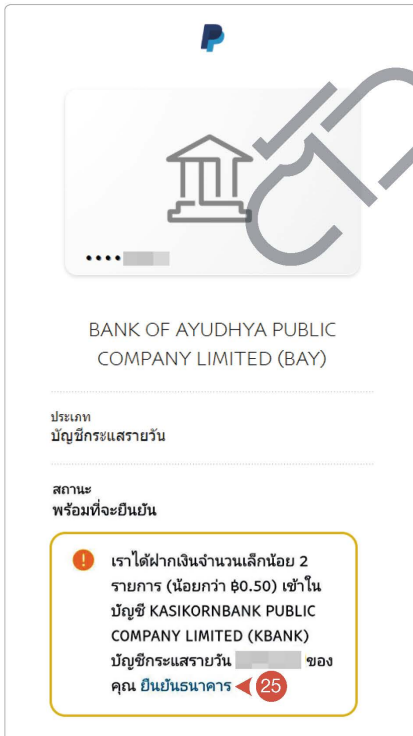 BANK OF AYUDHYA PUBLIC
COMPANY LIMITED (BAY)
ประเภท
บัญชีกระแสรายวัน
สถานะ
พร้อมที่จะยืนยัน
เราได้ฝากเงินจำนวนเล็กน้อย 2
รายการ (น้อยกว่า ฿0.50) เข้าใน
บัญชี KASIKORNBANK PUBLIC
COMPANY LIMITED (KBANK)
บัญชีกระแสรายวัน ของ
คุณ ยืนยันธนาคาร 25